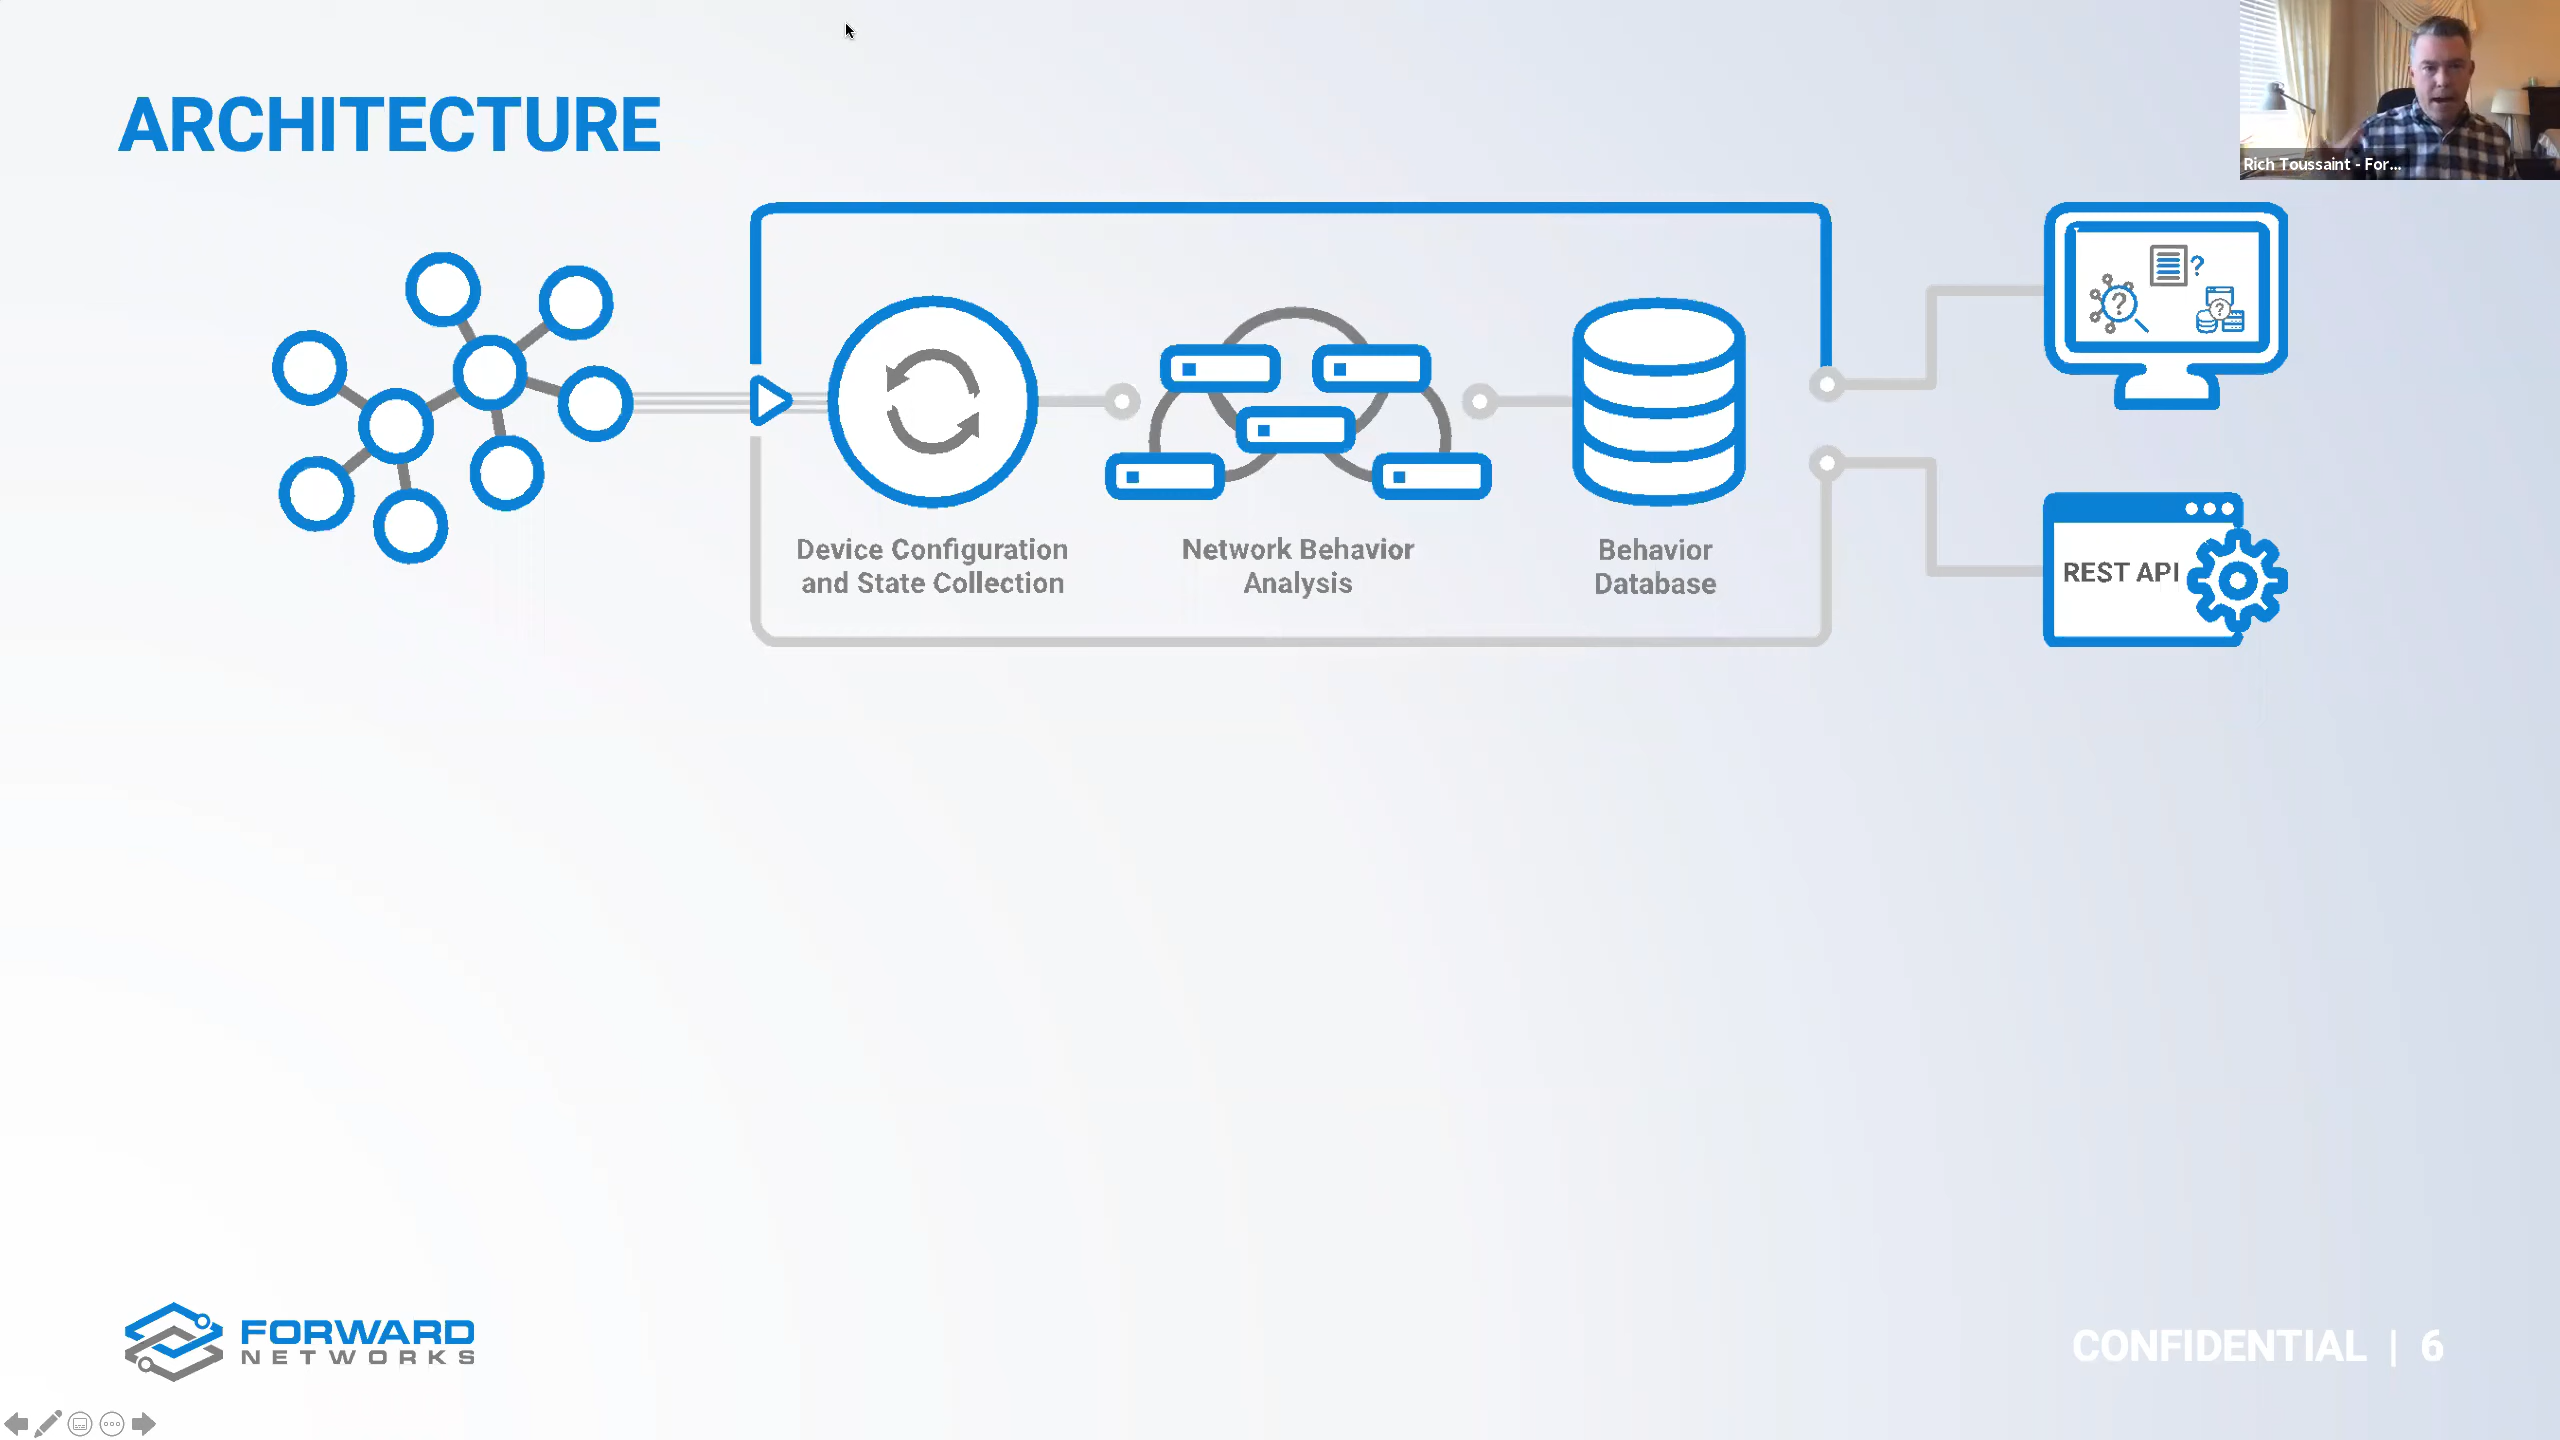 ARCHITECTURE
Rich Toussaint - For...
?
?
?
Device Configuration
and State Collection
Network Behavior
Analysis
Behavior
Database
REST API
FORWARD
NETWORKS
CONFIDENTIAL | 6